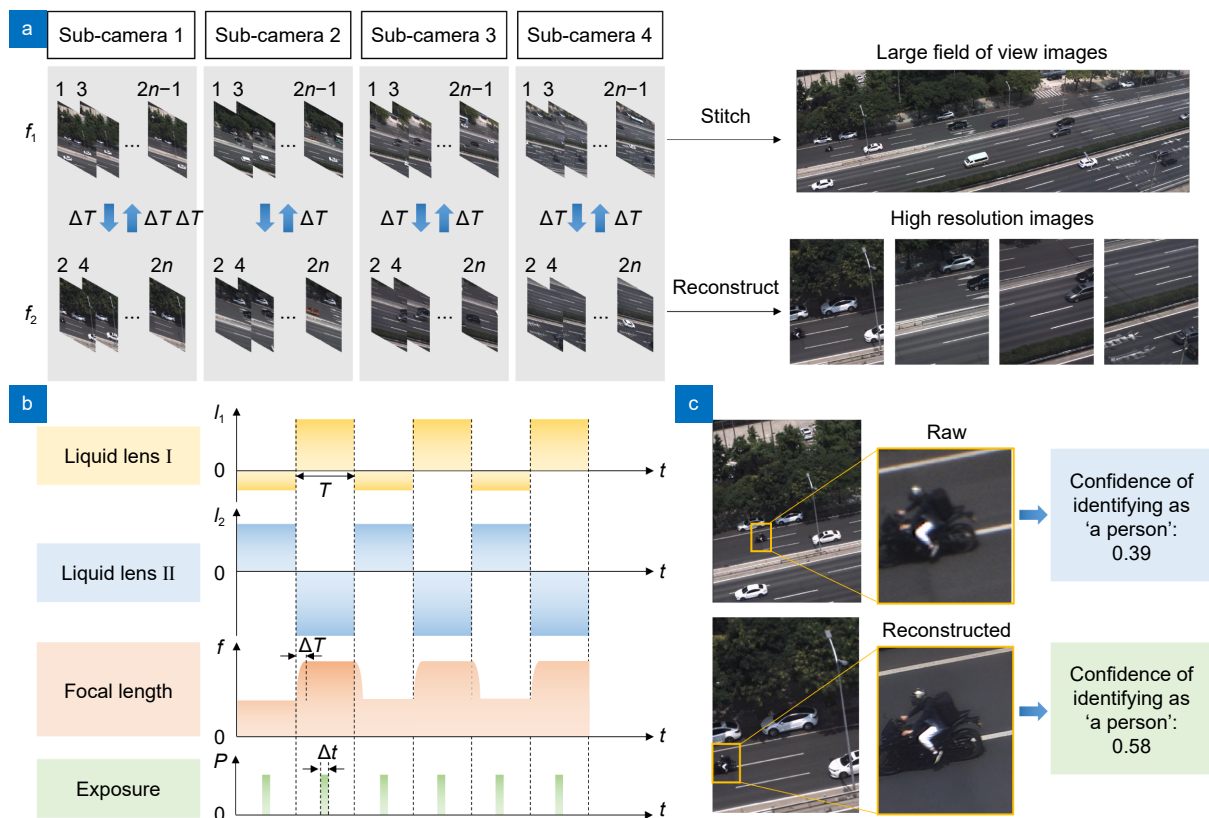 a
Sub-camera 1
Sub-camera 2
Sub-camera 3
Sub-camera 4
1 3 2n−1
1 3 2n−1
1 3 2n−1
1 3 2n−1
f1
...
...
...
...
Stitch
Large field of view images
ΔT ΔT ΔT ΔT ΔT ΔT ΔT
High resolution images
2 4 2n
2 4 2n
2 4 2n
2 4 2n
f2
...
...
...
...
Reconstruct
b
Liquid lens I
I1
0
T
t
Liquid lens II
I2
0
t
Focal length
f
ΔT
0
t
Exposure
P
Δt
0
t
c
Raw
Confidence of
identifying as
‘a person’:
0.39
Reconstructed
Confidence of
identifying as
‘a person’:
0.58